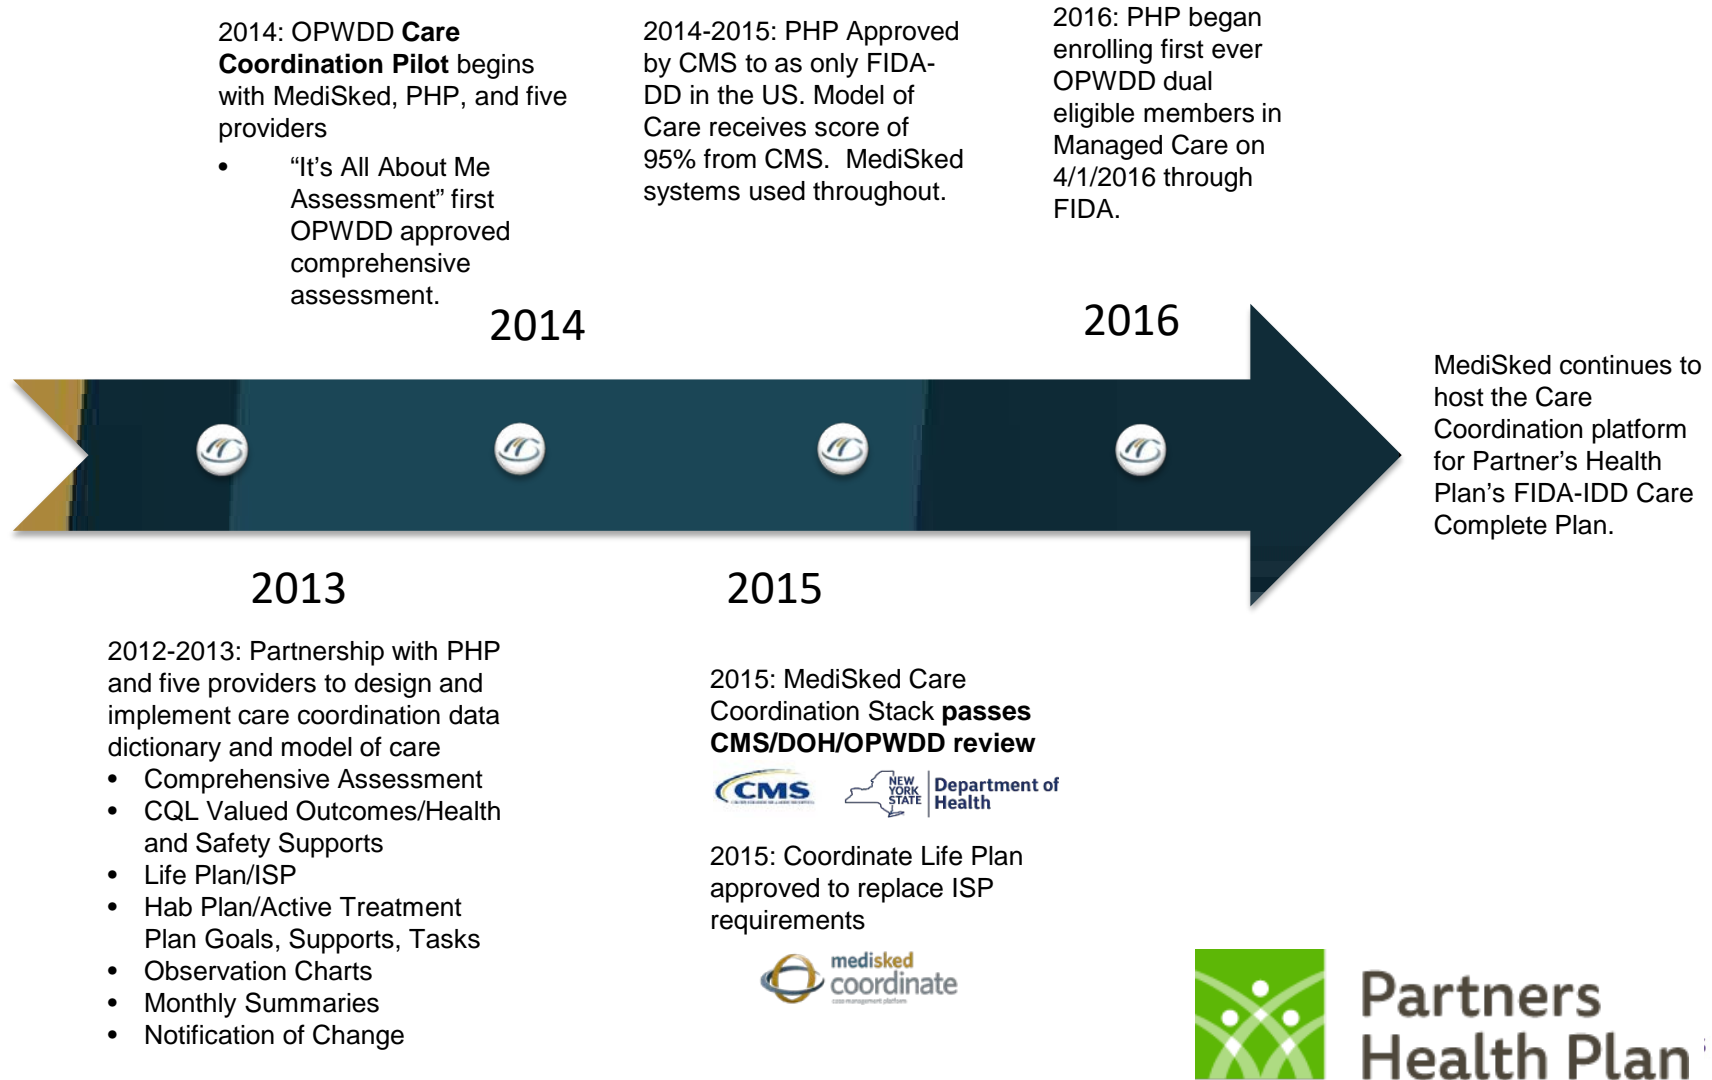 2014: OPWDD Care
Coordination Pilot begins
with MediSked, PHP, and five
providers
• “It’s All About Me
Assessment” first
OPWDD approved
comprehensive
assessment.
2014-2015: PHP Approved
by CMS to as only FIDA-
DD in the US. Model of
Care receives score of
95% from CMS.  MediSked
systems used throughout.
2016: PHP began
enrolling first ever
OPWDD dual
eligible members in
Managed Care on
4/1/2016 through
FIDA.
2014
2016
MediSked continues to
host the Care
Coordination platform
for Partner’s Health
Plan’s FIDA-IDD Care
Complete Plan.
2013
2015
2012-2013: Partnership with PHP
and five providers to design and
implement care coordination data
dictionary and model of care
• Comprehensive Assessment
• CQL Valued Outcomes/Health
and Safety Supports
• Life Plan/ISP
• Hab Plan/Active Treatment
Plan Goals, Supports, Tasks
• Observation Charts
• Monthly Summaries
• Notification of Change
2015: MediSked Care
Coordination Stack passes
CMS/DOH/OPWDD review
CMS
NEW
YORK
STATE
Department of
Health
2015: Coordinate Life Plan
approved to replace ISP
requirements
medisked
coordinate
case management platform
Partners
Health Plan